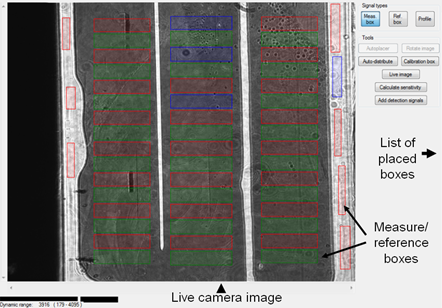 Signal types
Meas box
Ref. box
Profile
Tools
Autoplacer
Rotate image
Auto-distribute
Calibration box
Live image
Calculate sensitivity
Add detection signals
List of placed boxes
Measure/ reference boxes
Dynamic range: 3916 ( 179 - 4095 )
Live camera image